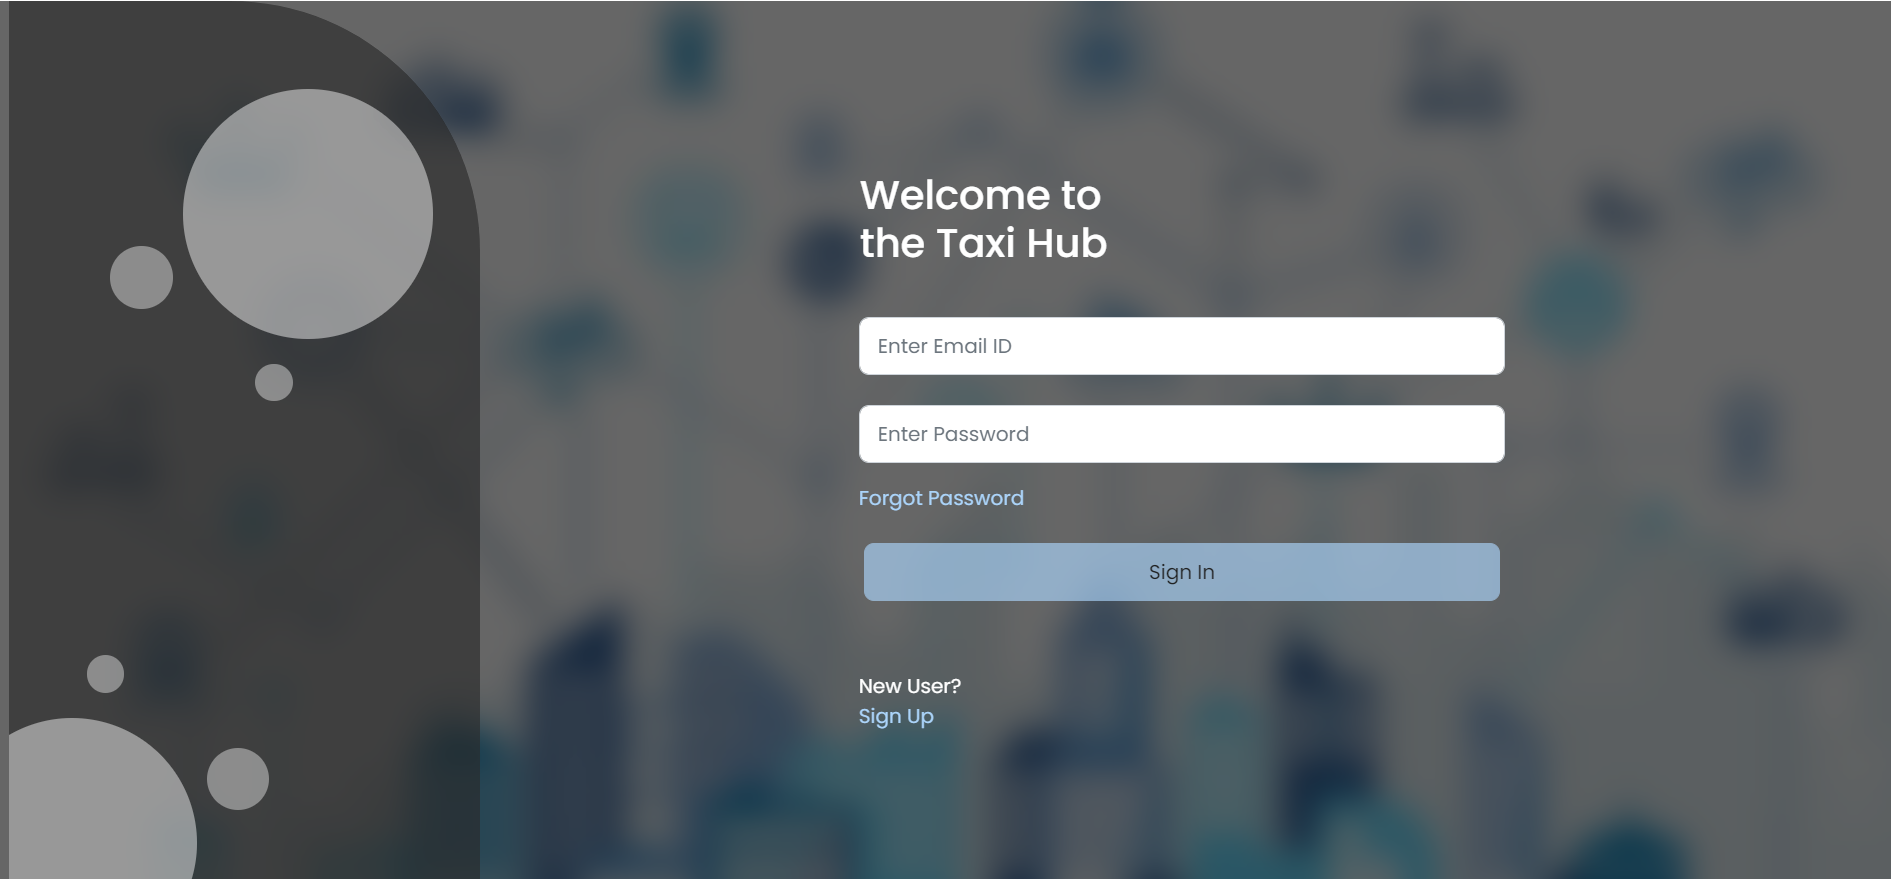 Welcome to
the Taxi Hub
Enter Email ID
Enter Password
Forgot Password
Sign In
New User?
Sign Up